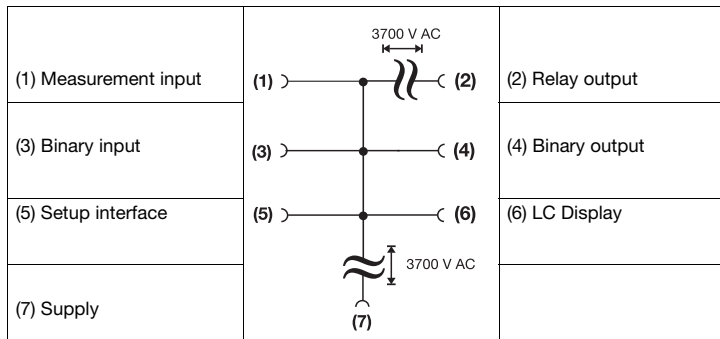 3700 V AC
(1) Measurement input (1) (2) (2) Relay output
(3) Binary input (3) (4) (4) Binary output
(5) Setup interface (5) (6) (6) LC Display
3700 V AC
(7) Supply (7)